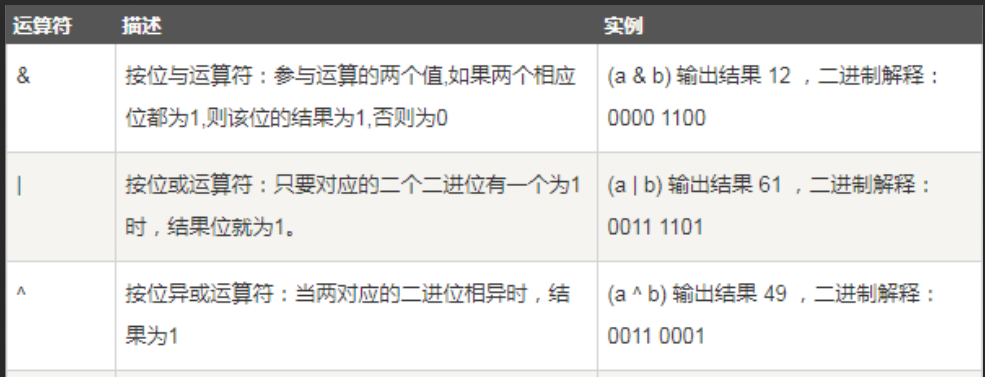 运算符 描述 实例
& 按位与运算符：参与运算的两个值,如果两个相应 (a & b) 输出结果 12 ，二进制解释：
位都为1,则该位的结果为1,否则为0 0000 1100
| 按位或运算符：只要对应的二个二进位有一个为1 (a | b) 输出结果 61 ，二进制解释：
时，结果位就为1。 0011 1101
^ 按位异或运算符：当两对应的二进位相异时，结 (a ^ b) 输出结果 49 ，二进制解释：
果为1 0011 0001